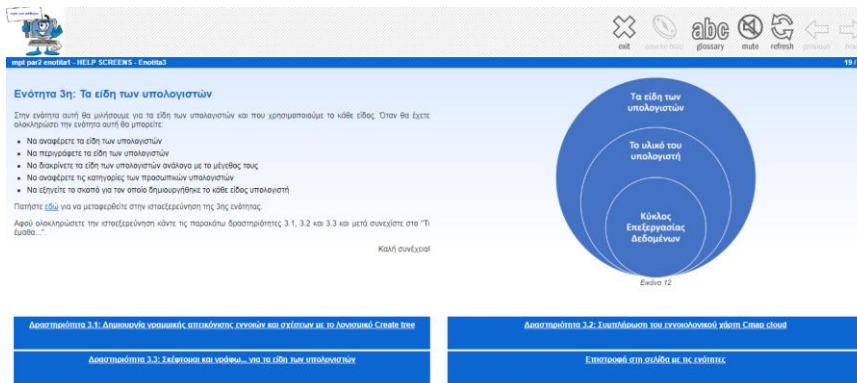 exit
glossary
mute
refresh
previous
mpt par2 enotita1 - HELP SCREENS - Enotita3
19 /
Ενότητα 3η: Τα είδη των υπολογιστών
Στην ενότητα αυτή θα μιλήσουμε για τα είδη των υπολογιστών και που χρησιμοποιούμε το κάθε είδος. Όταν θα έχετε
ολοκληρώσει την ενότητα αυτή θα μπορείτε:
Να αναφέρετε τα είδη των υπολογιστών
Να περιγράφετε τα είδη των υπολογιστών
Να διακρίνετε τα είδη των υπολογιστών ανάλογα με το μέγεθος τους
Να αναφέρετε τις κατηγορίες των προσωπικών υπολογιστών
Να εξηγείτε το σκοπό για τον οποίο δημιουργήθηκε το κάθε είδος υπολογιστή
Πατήστε εδώ για να μεταφερθείτε στην ιστοεξερεύνηση της 3ης ενότητας.
Αφού ολοκληρώσετε την ιστοεξερεύνηση κάντε τις παρακάτω δραστηριότητες 3.1, 3.2 και 3.3 και μετά συνεχίστε στο "Τι
έμαθα...".
Καλή συνέχεια!
Τα είδη των
υπολογιστών
Το υλικό του
υπολογιστή
Κύκλος
Επεξεργασίας
Δεδομένων
Εικόνα 12
Δραστηριότητα 3.1: Δημιουργία γραμμικής απεικόνισης εννοιών και σχέσεων με το λογισμικό Create tree
Δραστηριότητα 3.2: Συμπλήρωση του εννοιολογικού χάρτη Cmap cloud
Δραστηριότητα 3.3: Σκέφτομαι και γράφω... για τα είδη των υπολογιστών
Επιστροφή στη σελίδα με τις ενότητες